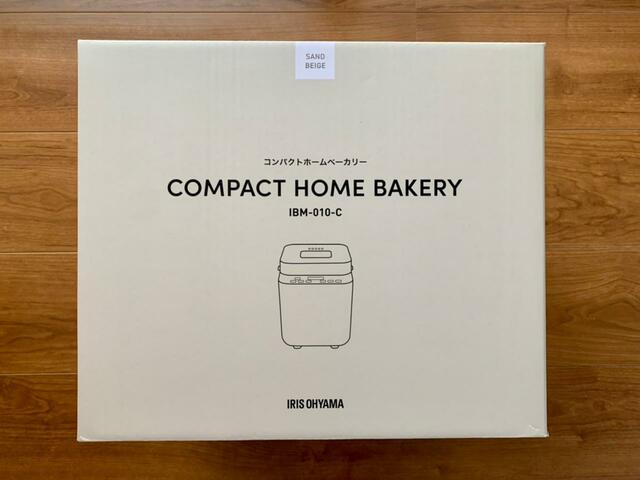 SAND
BEIGE
コンパクトホームベーカリー
COMPACT HOME BAKERY
IBM-010-C
IRIS OHYAMA